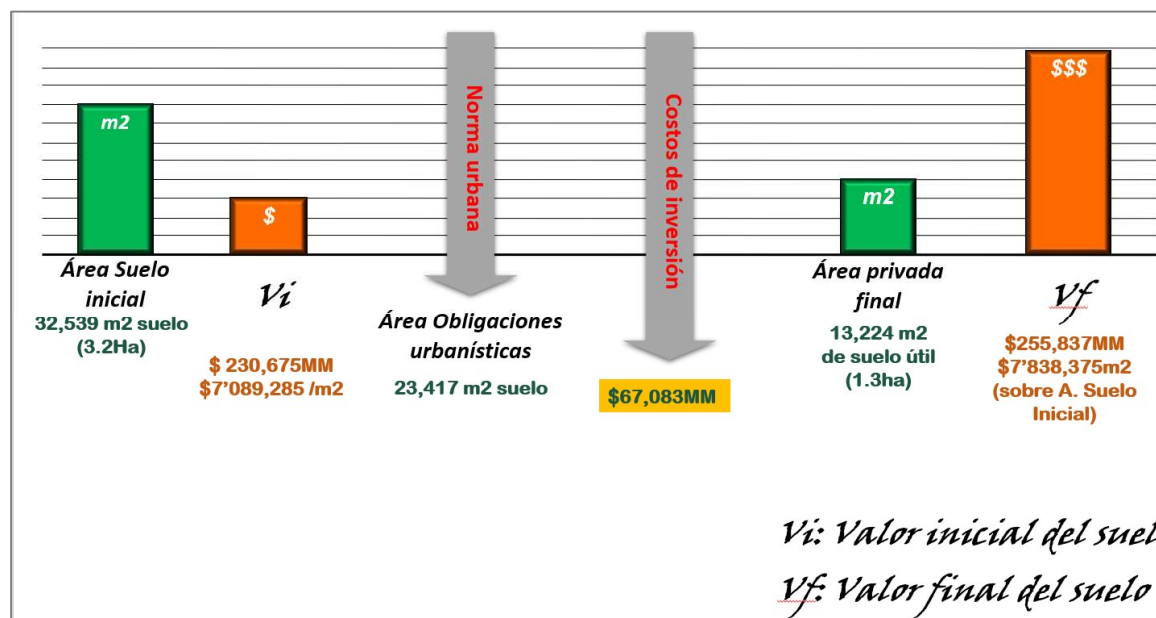 m2
$
Norma urbana
Costos de inversión
m2
$$$
Área Suelo
inicial
32,539 m2 suelo
(3.2Ha)
Vi
$ 230,675MM
$7’089,285 /m2
Área Obligaciones
urbanísticas
23,417 m2 suelo
$67,083MM
Área privada
final
13,224 m2
de suelo útil
(1.3ha)
Vf
$255,837MM
$7’838,375m2
(sobre A. Suelo
Inicial)
Vi: Valor inicial del suel
Vf: Valor final del suelo